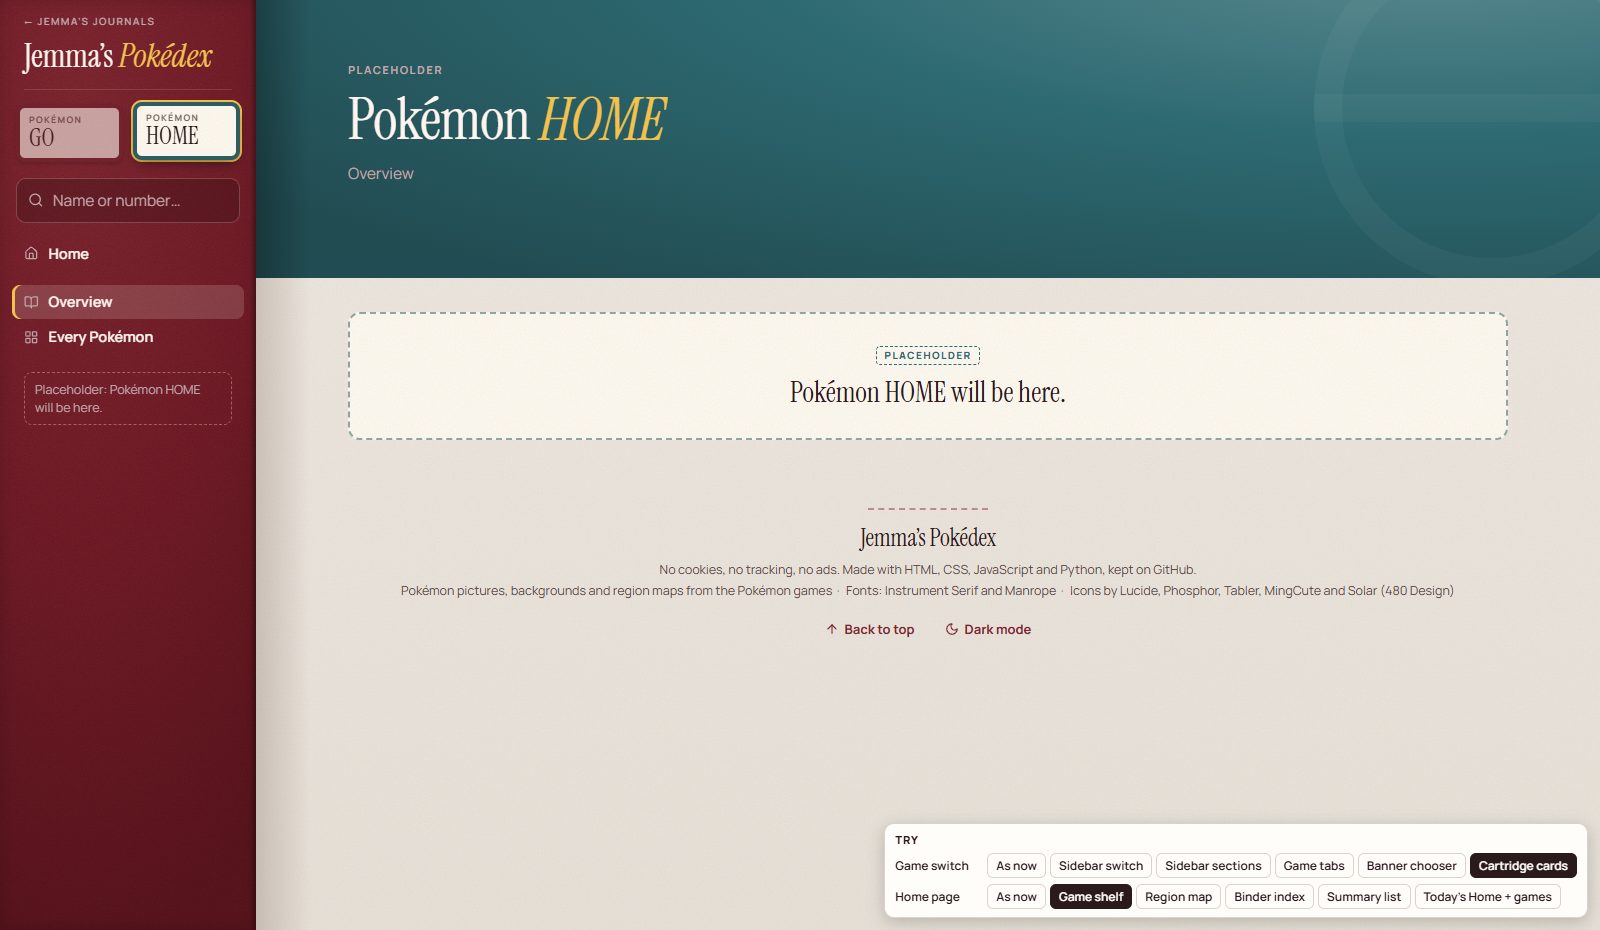 ← JEMMA'S JOURNALS
Jemma's Pokédex
POKÉMON
GO
POKÉMON
HOME
Name or number...
Home
Overview
Every Pokémon
Placeholder: Pokémon HOME
will be here.
PLACEHOLDER
Pokémon HOME
Overview
PLACEHOLDER
Pokémon HOME will be here.
Jemma's Pokédex
No cookies, no tracking, no ads. Made with HTML, CSS, JavaScript and Python, kept on GitHub.
Pokémon pictures, backgrounds and region maps from the Pokémon games · Fonts: Instrument Serif and Manrope · Icons by Lucide, Phosphor, Tabler, MingCute and Solar (480 Design)
↑ Back to top Dark mode
TRY
Game switch As now Sidebar switch Sidebar sections Game tabs Banner chooser Cartridge cards
Home page As now Game shelf Region map Binder index Summary list Today's Home + games